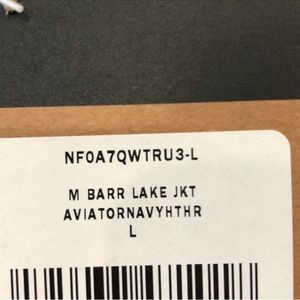 NF0A7QWTRU3-L
M BARR LAKE JKT
AVIATORNAVYHTHR
L